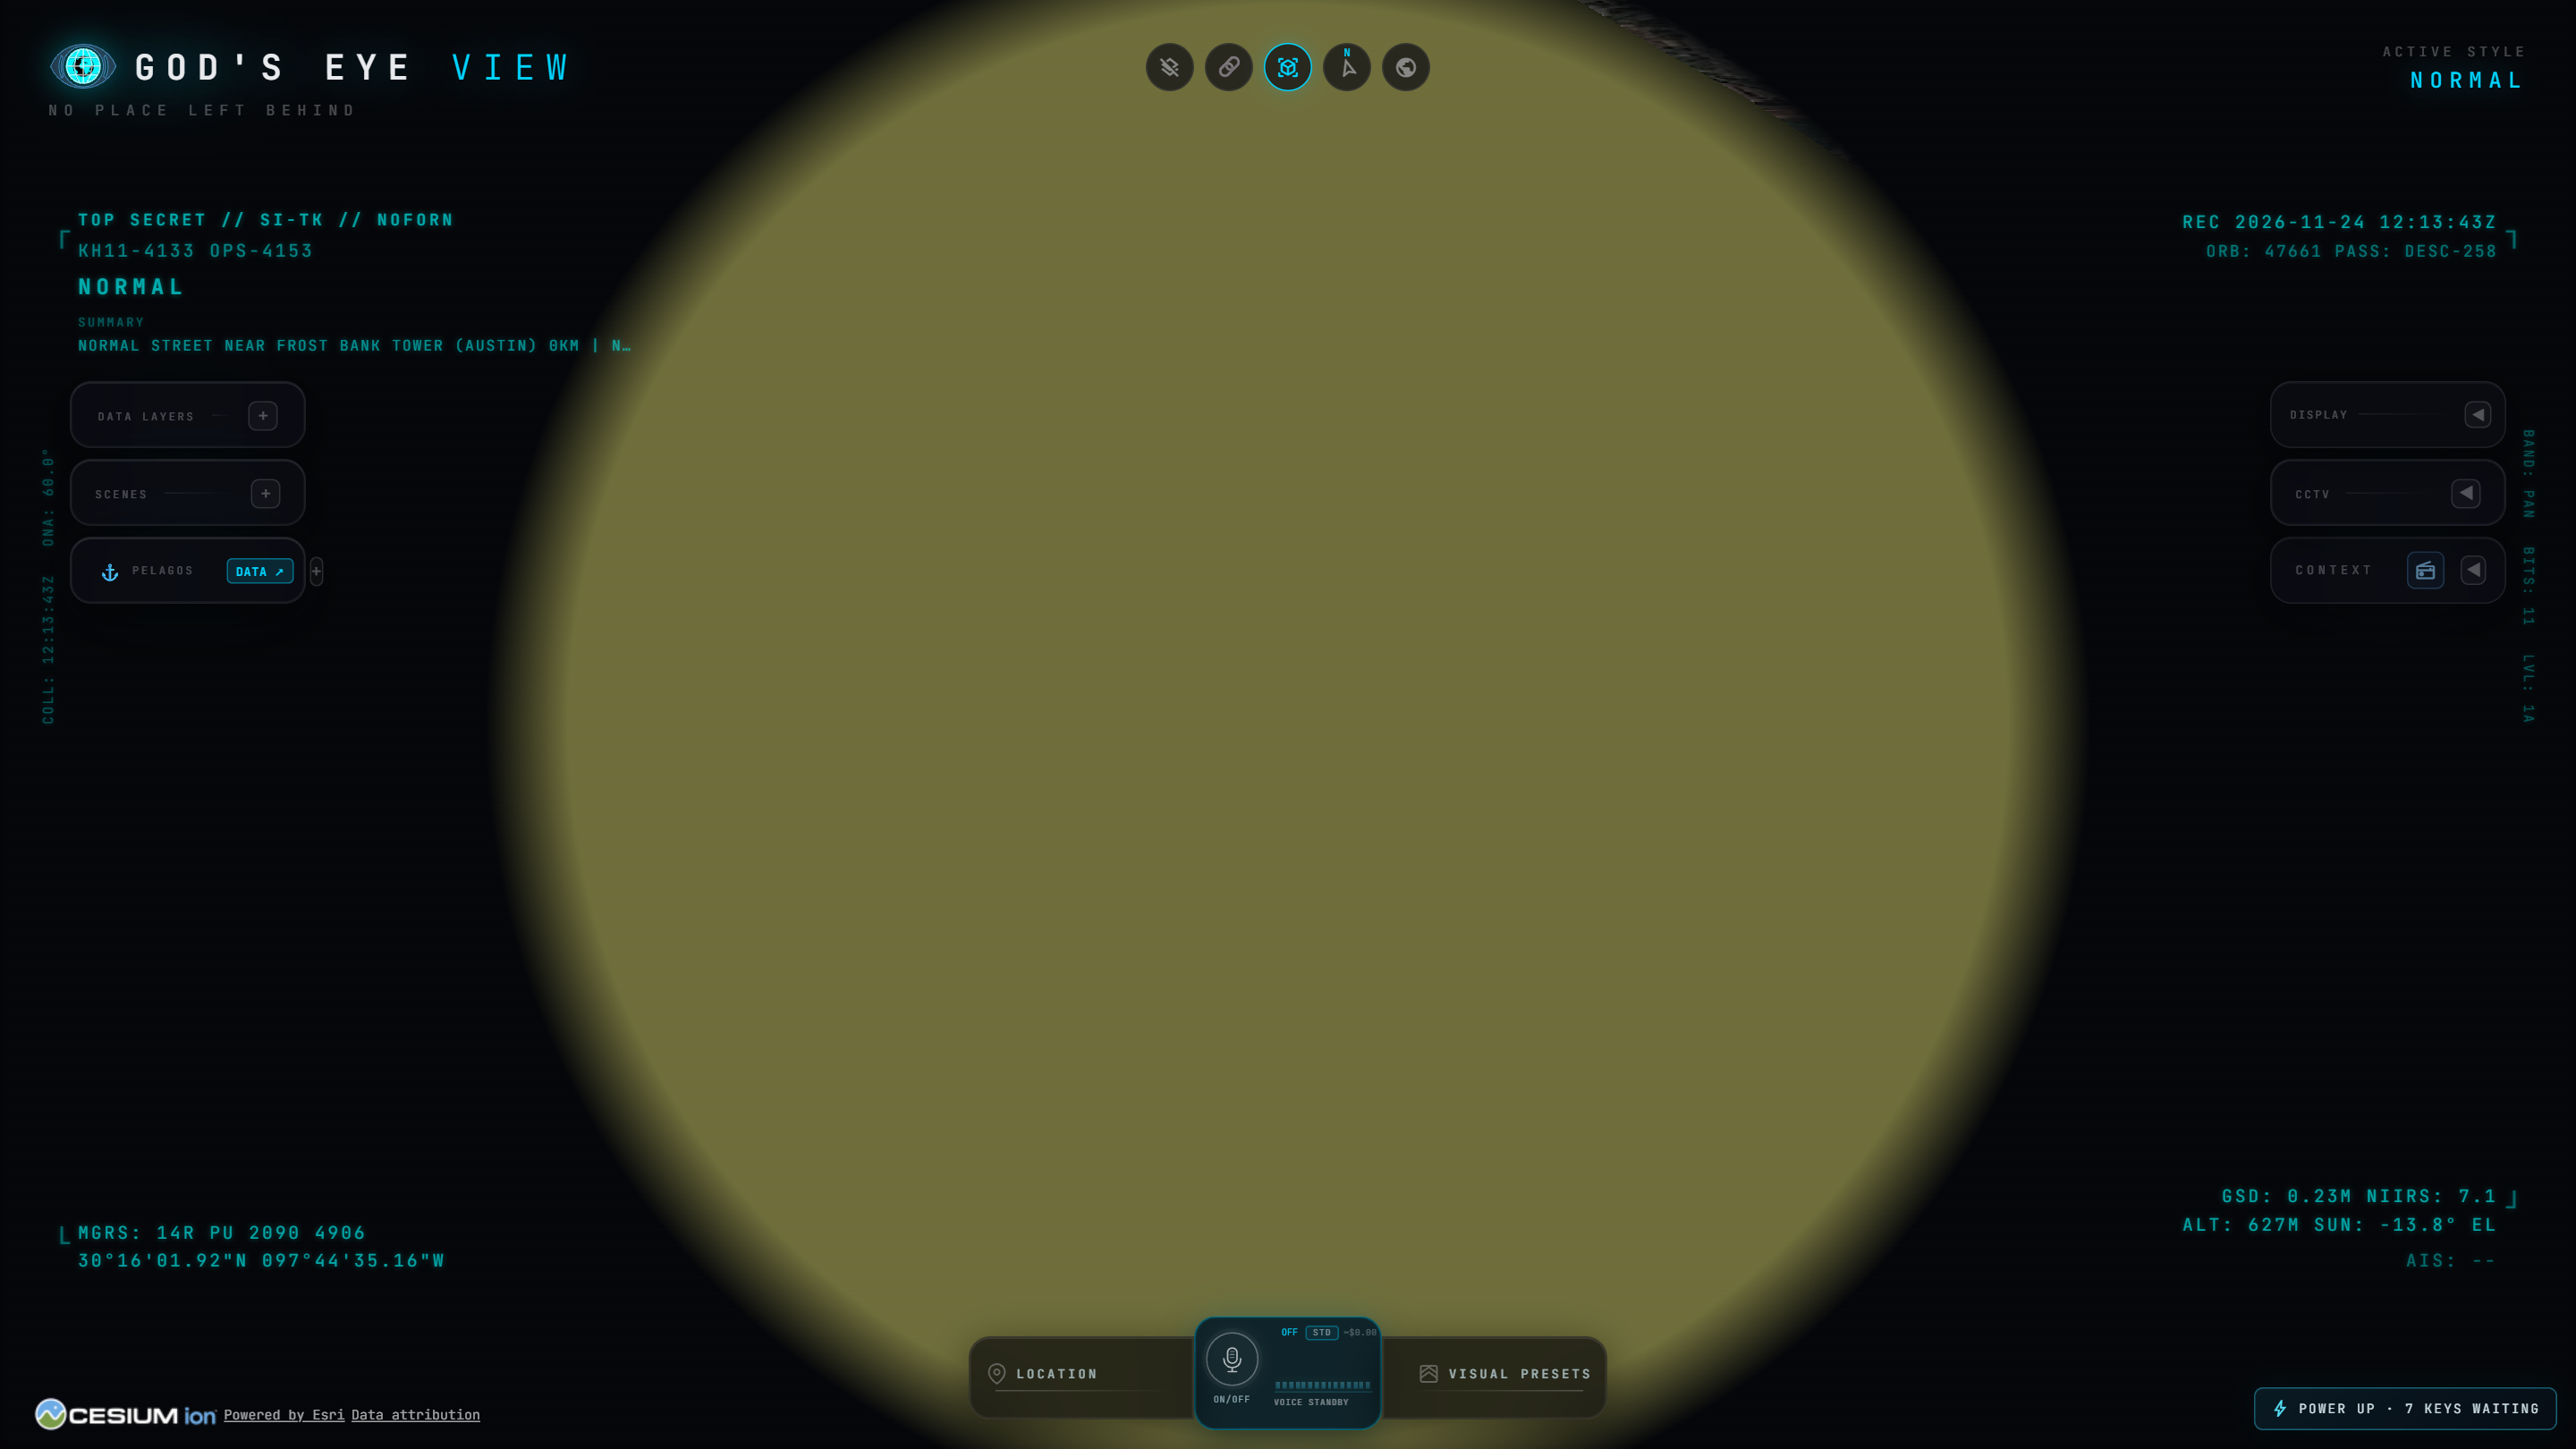 GOD'S EYE VIEW
NO PLACE LEFT BEHIND
N
ACTIVE STYLE
NORMAL
TOP SECRET // SI-TK // NOFORN
KH11-4133 OPS-4153
NORMAL
SUMMARY
NORMAL STREET NEAR FROST BANK TOWER (AUSTIN) 0KM | N…
REC 2026-11-24 12:13:43Z
ORB: 47661 PASS: DESC-258
DATA LAYERS +
SCENES +
PELAGOS DATA ↗ +
COLL: 12:13:43Z ONA: 60.0°
DISPLAY
CCTV
CONTEXT
BAND: PAN BITS: 11 LVL: 1A
MGRS: 14R PU 2090 4906
30°16'01.92"N 097°44'35.16"W
GSD: 0.23M NIIRS: 7.1
ALT: 627M SUN: -13.8° EL
AIS: --
LOCATION
OFF STD ~$0.00
ON/OFF
VOICE STANDBY
VISUAL PRESETS
CESIUM ion Powered by Esri Data attribution
POWER UP · 7 KEYS WAITING